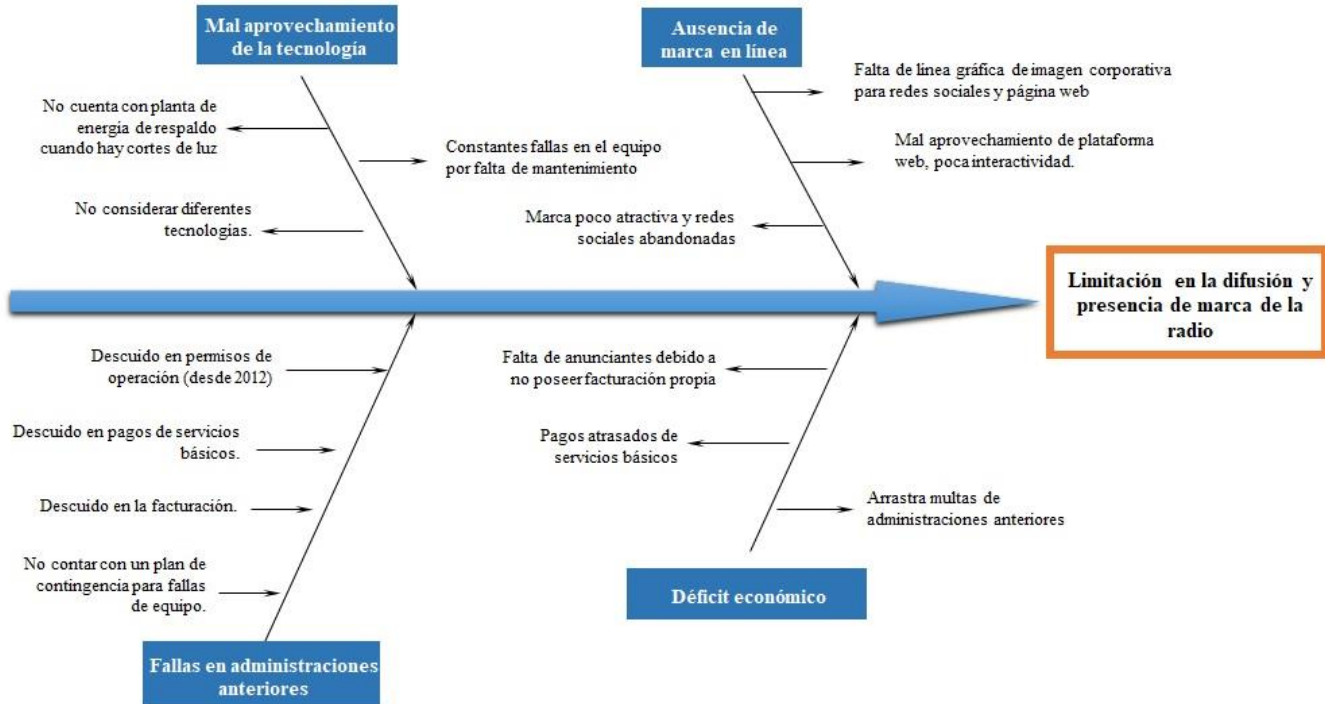 Mal aprovechamiento
de la tecnología
Ausencia de
marca en línea
No cuenta con planta de
energía de respaldo
cuando hay cortes de luz
Constantes fallas en el equipo
por falta de mantenimiento
No considerar diferentes
tecnologías.
Falta de línea gráfica de imagen corporativa
para redes sociales y página web
Mal aprovechamiento de plataforma
web, poca interactividad.
Marca poco atractiva y redes
sociales abandonadas
Limitación en la difusión y
presencia de marca de la
radio
Descuido en permisos de
operación (desde 2012)
Descuido en pagos de servicios
básicos.
Descuido en la facturación.
No contar con un plan de
contingencia para fallas
de equipo.
Fallas en administraciones
anteriores
Falta de anunciantes debido a
no poseer facturación propia
Pagos atrasados de
servicios básicos
Arrastra multas de
administraciones anteriores
Déficit económico